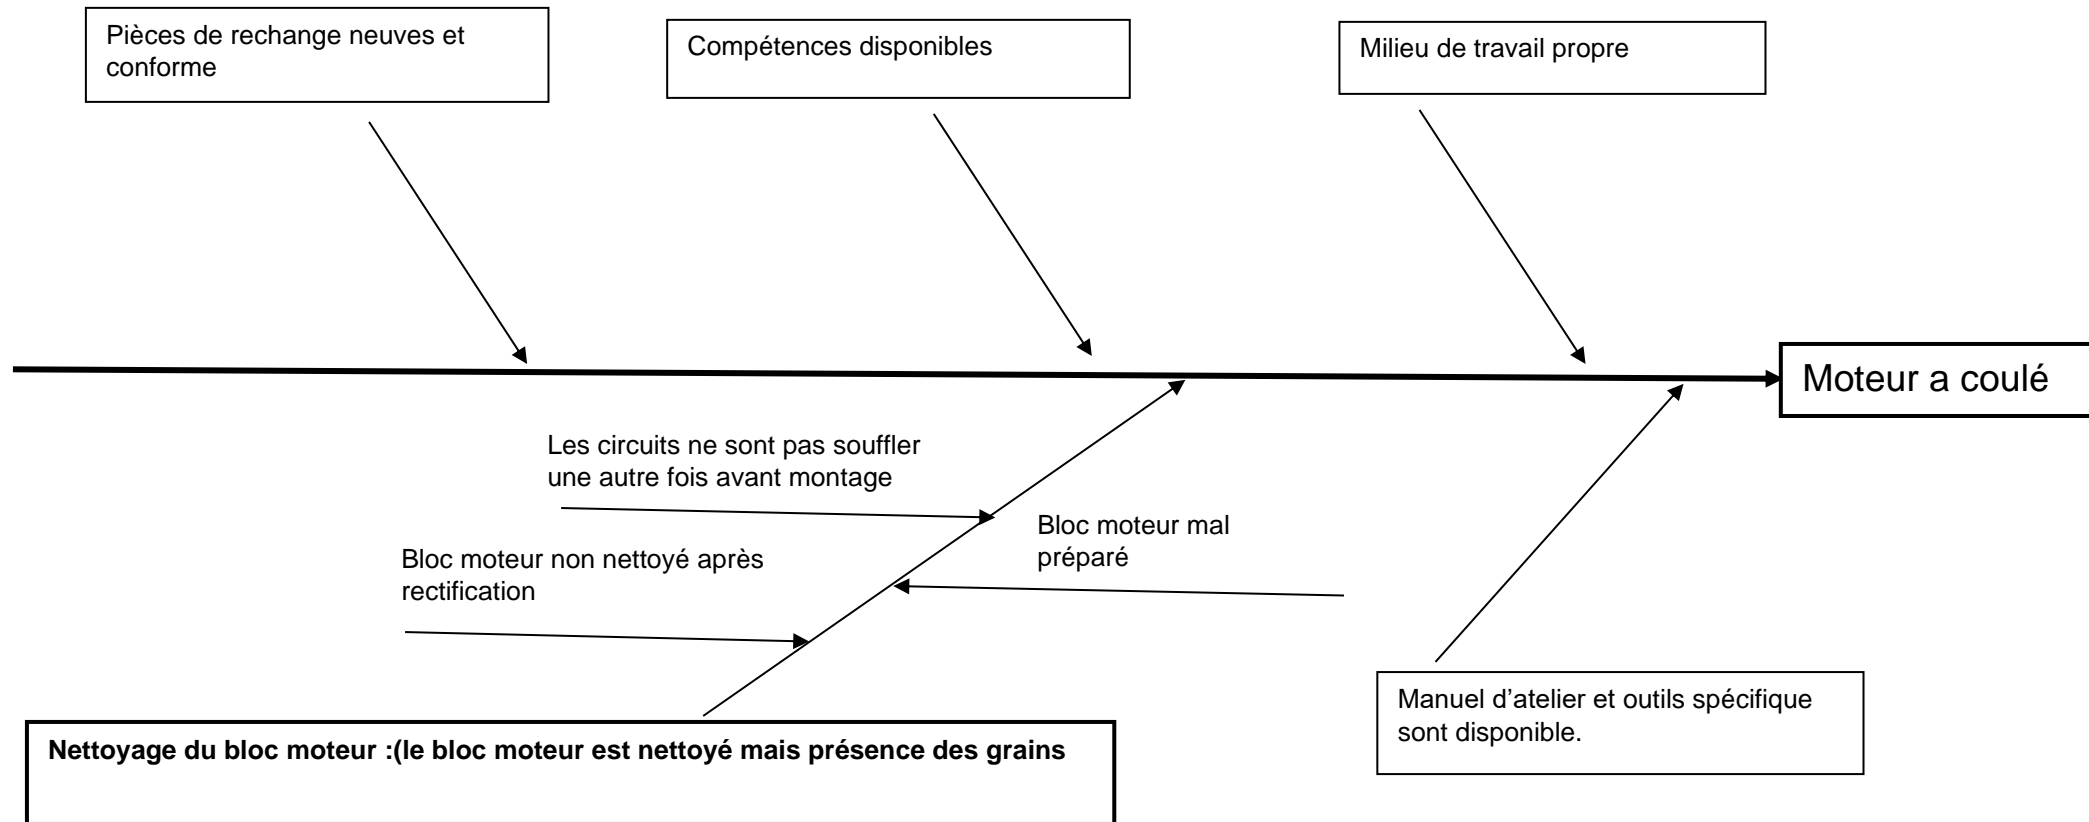 Pièces de rechange neuves et
conforme
Compétences disponibles
Milieu de travail propre
Moteur a coulé
Les circuits ne sont pas souffler
une autre fois avant montage
Bloc moteur mal
préparé
Bloc moteur non nettoyé après
rectification
Manuel d’atelier et outils spécifique
sont disponible.
Nettoyage du bloc moteur :(le bloc moteur est nettoyé mais présence des grains